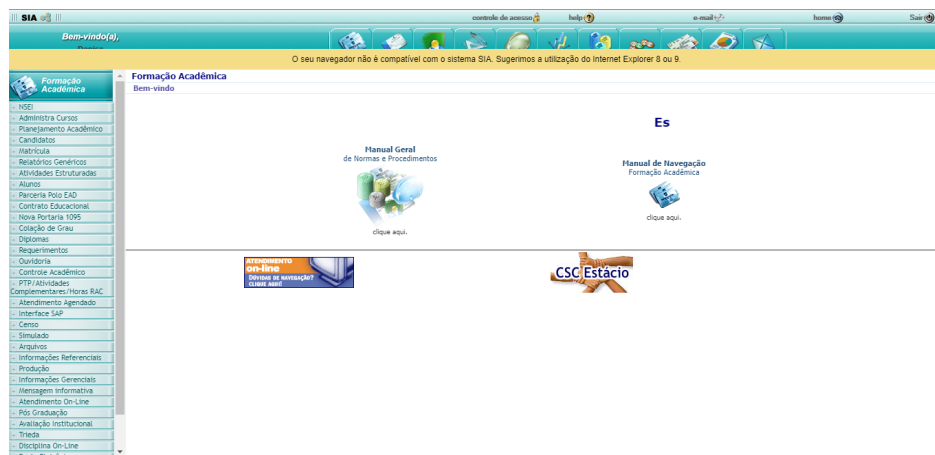 SIA
controle de acesso
help
e-mail
home
Sair
Bem-vindo(a),
O seu navegador não é compatível com o sistema SIA. Sugerimos a utilização do Internet Explorer 8 ou 9.
Formação
Acadêmica
Formação Acadêmica
Bem-vindo
NSEI
Administra Cursos
Planejamento Acadêmico
Candidatos
Matrícula
Relatórios Genéricos
Atividades Estruturadas
Alunos
Parceria Polo EAD
Contrato Educacional
Nova Portaria 1095
Colação de Grau
Diplomas
Requerimentos
Ouvidoria
Controle Acadêmico
PTP/Atividades
Complementares/Horas RAC
Atendimento Agendado
Interface SAP
Censo
Simulado
Arquivos
Informações Referenciais
Produção
Informações Gerenciais
Mensagem Informativa
Atendimento On-Line
Pós Graduação
Avaliação Institucional
Trieda
Disciplina On-Line
Es
Manual Geral
de Normas e Procedimentos
clique aqui.
Manual de Navegação
Formação Acadêmica
clique aqui.
ATENDIMENTO
on-line
DÚVIDAS DE NAVEGAÇÃO?
CLIQUE AQUI!
CSC Estácio